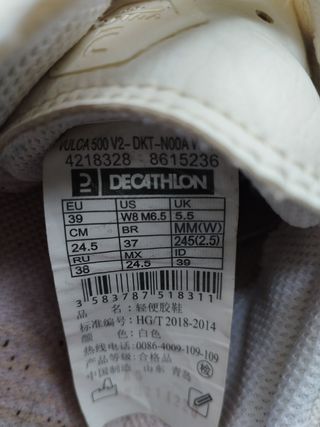 VULCA 500 V2- DKT-N00A W
4218328 8615236
DECATHLON
EU US UK
39 W8 M6.5 5.5
CM BR MM(W)
24.5 37 245(2.5)
RU MX ID
38 24.5 39
3 583787 518311
品 名：轻便胶鞋
标准编号：HG/T 2018-2014
颜 色：白色
热线电话：0086-4009-109-109
产品等级：合格品
中国制造 山东 青岛 检